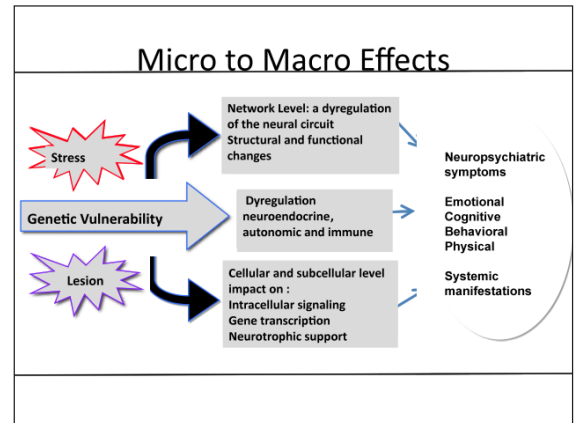 Micro to Macro Effects
Stress
Genetic Vulnerability
Lesion
Network Level: a dyregulation
of the neural circuit
Structural and functional
changes
Dyregulation
neuroendocrine,
autonomic and immune
Cellular and subcellular level
impact on :
Intracellular signaling
Gene transcription
Neurotrophic support
Neuropsychiatric
symptoms
Emotional
Cognitive
Behavioral
Physical
Systemic
manifestations